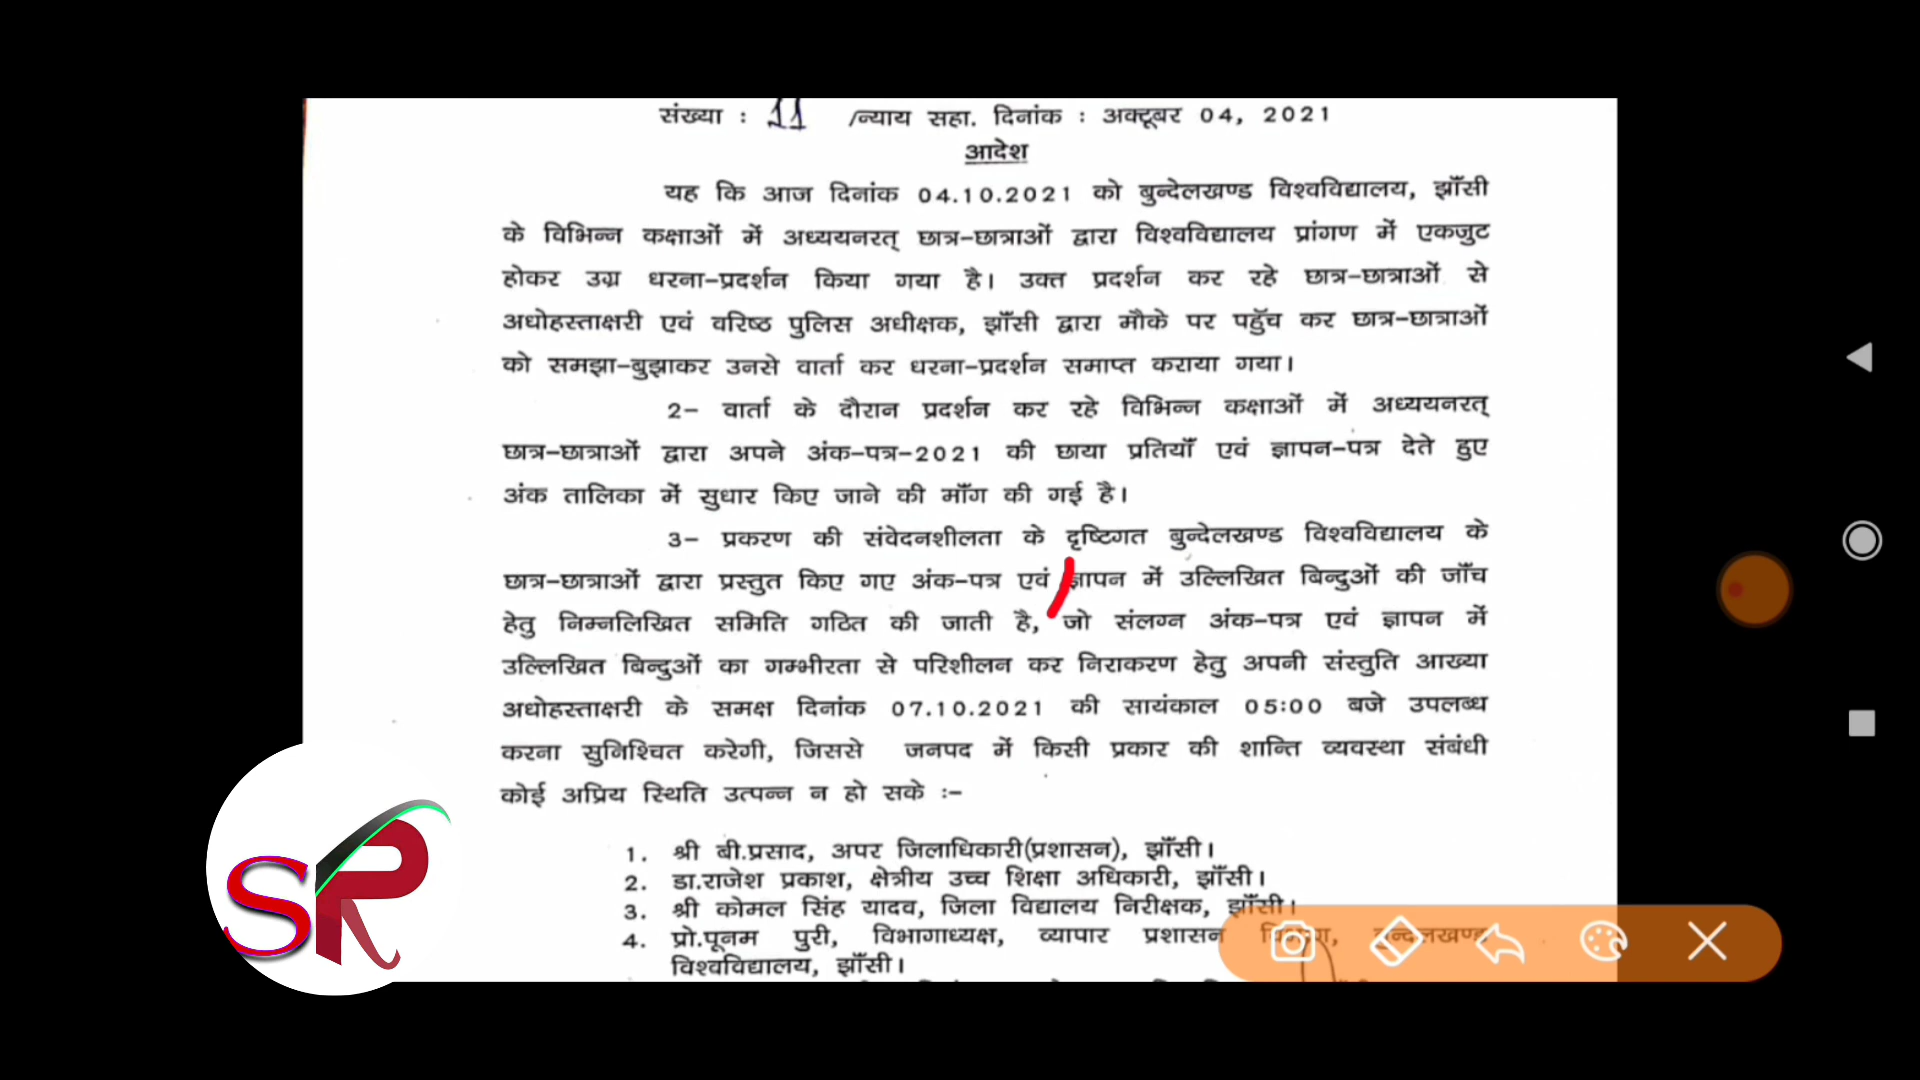 संख्या : 11 /न्याय सहा. दिनांक : अक्टूबर 04, 2021
आदेश
यह कि आज दिनांक 04.10.2021 को बुन्देलखण्ड विश्वविद्यालय, झाँसी
के विभिन्न कक्षाओं में अध्ययनरत् छात्र-छात्राओं द्वारा विश्वविद्यालय प्रांगण में एकजुट
होकर उग्र धरना-प्रदर्शन किया गया है। उक्त प्रदर्शन कर रहे छात्र-छात्राओं से
अधोहस्ताक्षरी एवं वरिष्ठ पुलिस अधीक्षक, झाँसी द्वारा मौके पर पहुँच कर छात्र-छात्राओं
को समझा-बुझाकर उनसे वार्ता कर धरना-प्रदर्शन समाप्त कराया गया।
2- वार्ता के दौरान प्रदर्शन कर रहे विभिन्न कक्षाओं में अध्ययनरत्
छात्र-छात्राओं द्वारा अपने अंक-पत्र-2021 की छाया प्रतियाँ एवं ज्ञापन-पत्र देते हुए
अंक तालिका में सुधार किए जाने की माँग की गई है।
3- प्रकरण की संवेदनशीलता के दृष्टिगत बुन्देलखण्ड विश्वविद्यालय के
छात्र-छात्राओं द्वारा प्रस्तुत किए गए अंक-पत्र एवं ज्ञापन में उल्लिखित बिन्दुओं की जाँच
हेतु निम्नलिखित समिति गठित की जाती है, जो संलग्न अंक-पत्र एवं ज्ञापन में
उल्लिखित बिन्दुओं का गम्भीरता से परिशीलन कर निराकरण हेतु अपनी संस्तुति आख्या
अधोहस्ताक्षरी के समक्ष दिनांक 07.10.2021 की सायंकाल 05:00 बजे उपलब्ध
करना सुनिश्चित करेगी, जिससे जनपद में किसी प्रकार की शान्ति व्यवस्था संबंधी
कोई अप्रिय स्थिति उत्पन्न न हो सके :-
1. श्री बी.प्रसाद, अपर जिलाधिकारी(प्रशासन), झाँसी।
2. डा.राजेश प्रकाश, क्षेत्रीय उच्च शिक्षा अधिकारी, झाँसी।
3. श्री कोमल सिंह यादव, जिला विद्यालय निरीक्षक, झाँसी।
4. प्रो.पूनम पुरी, विभागाध्यक्ष, व्यापार प्रशासन बुन्देलखण्ड
विश्वविद्यालय, झाँसी।
SR